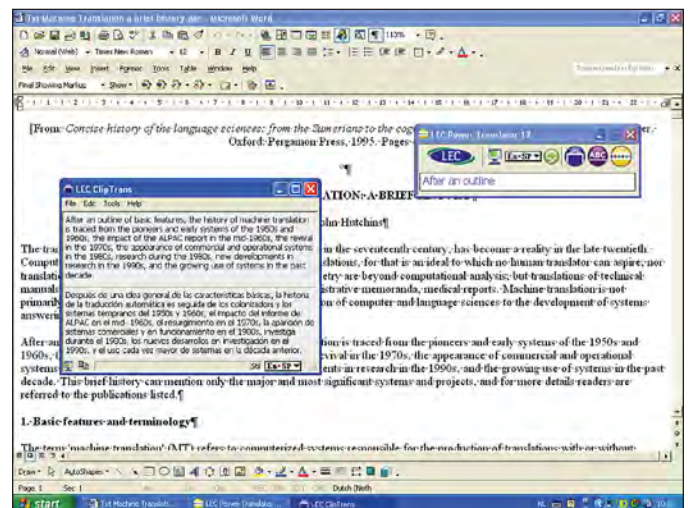 Txt Machine Translation a brief history.doc - Microsoft Word
Normal (Web)
Times New Roman
12
B I U
113%
File Edit View Insert Format Tools Table Window Help
Final Showing Markup Show
[From: Concise history of the language sciences: from the Sumerians to the cog
Oxford: Pergamon Press, 1995. Pages
LEC Power Translator 12
LEC
En-SP
ABC
After an outline
ATION: A BRIEF
John Hutchins¶
LEC ClipTrans
File Edit Tools Help
After an outline of basic features, the history of machine translation
is traced from the pioneers and early systems of the 1950s and
1960s, the impact of the ALPAC report in the mid-1960s, the revival
in the 1970s, the appearance of commercial and operational systems
in the 1980s, research during the 1980s, new developments in
research in the 1990s, and the growing use of systems in the past
decade.
Después de una idea general de las características básicas, la historia
de la traducción automática es seguida de los colonizadores y los
sistemas tempranos del 1950s y 1960s, el impacto del informe de
ALPAC en el mid- 1960s, el resurgimiento en el 1970s, la aparición de
sistemas comerciales y en funcionamiento en el 1980s, investiga
durante el 1980s, los nuevos desarrollos en investigación en el
1990s, y el uso cada vez mayor de sistemas en la década anterior.
En-SP
The
in the seventeenth century, has become a reality in the late twentieth
Comput
slations, for that is an ideal to which no human translator can aspire, nor
translatio
etry are beyond computational analysis; but translations of technical
manuals
istrative memoranda, medical reports. Machine translation is not
primarily
on of computer and language sciences to the development of systems
answerin
After an
tion is traced from the pioneers and early systems of the 1950s and
1960s, t
evival in the 1970s, the appearance of commercial and operational
systems
ents in research in the 1990s, and the growing use of systems in the past
decade. This brief history can mention only the major and most significant systems and projects, and for more details readers are
referred to the publications listed.¶
1. Basic features and terminology¶
The term 'machine translation' (MT) refers to computerized systems responsible for the production of translations with or without
Draw AutoShapes
Page 1 Sec 1
Dutch (Neth
start
Txt Machine Translati...
LEC Power Translator ...
LEC ClipTrans
NL